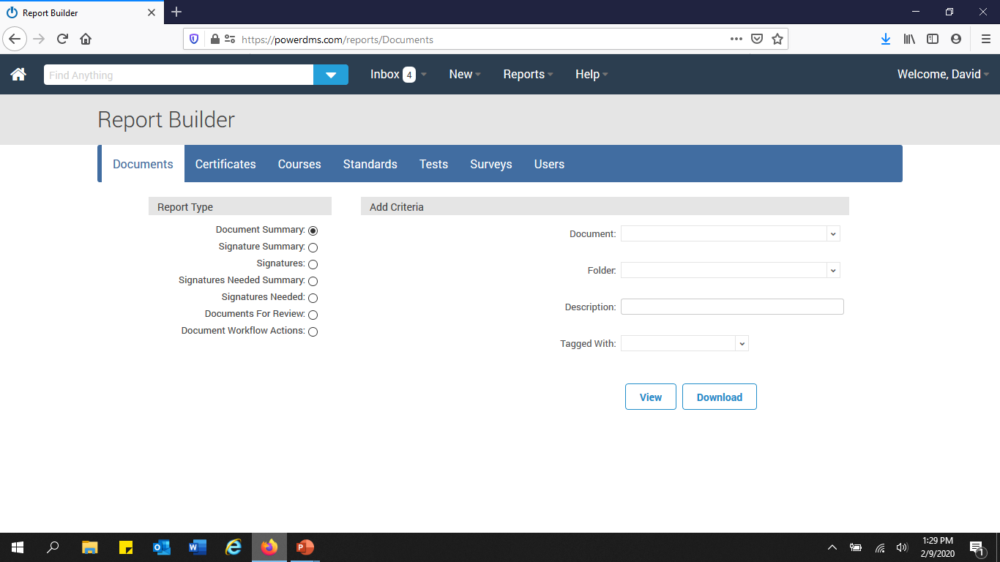 Report Builder
https://powerdms.com/reports/Documents
Find Anything
Inbox 4
New
Reports
Help
Welcome, David
Report Builder
Documents
Certificates
Courses
Standards
Tests
Surveys
Users
Report Type
Document Summary:
Signature Summary:
Signatures:
Signatures Needed Summary:
Signatures Needed:
Documents For Review:
Document Workflow Actions:
Add Criteria
Document:
Folder:
Description:
Tagged With:
View
Download
1:29 PM
2/9/2020
1